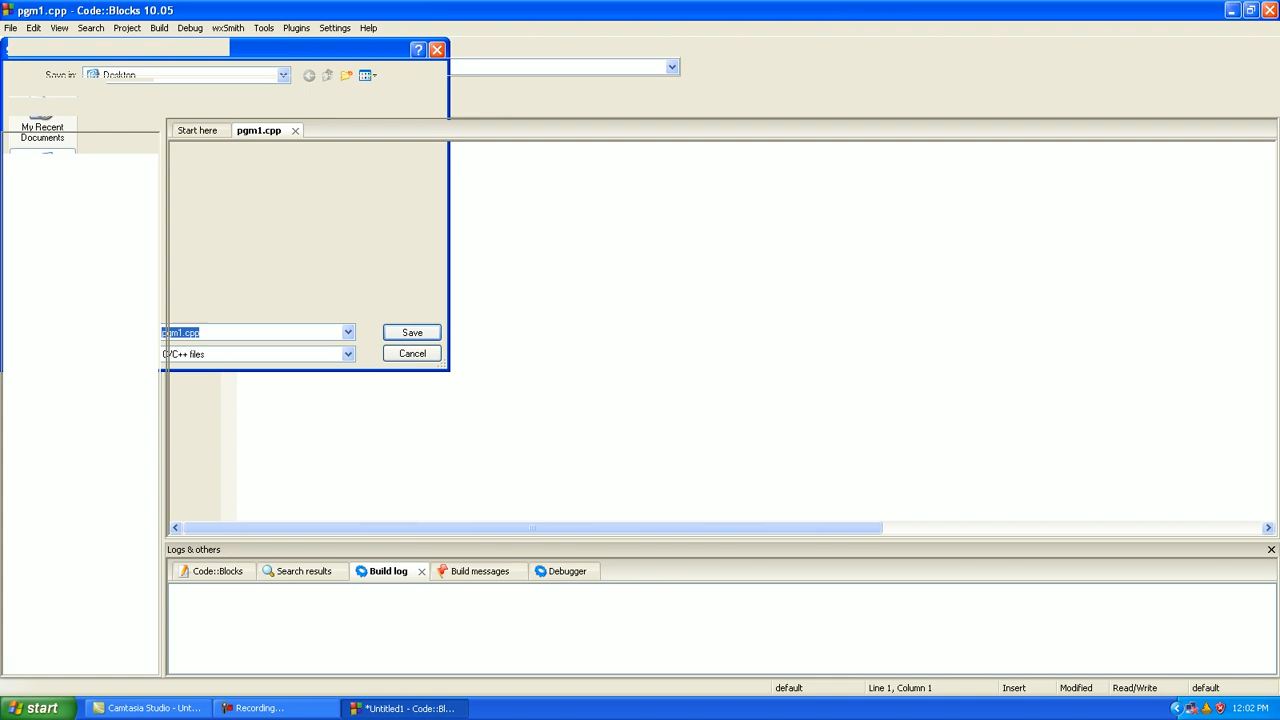 pgm1.cpp - Code::Blocks 10.05
File Edit View Search Project Build Debug wxSmith Tools Plugins Settings Help
Save in: Desktop
My Recent
Documents
Start here pgm1.cpp
pgm1.cpp Save
C/C++ files Cancel
Logs & others
Code::Blocks Search results Build log Build messages Debugger
default Line 1, Column 1 Insert Modified Read/Write default
start Camtasia Studio - Unt... Recording... *Untitled1 - Code::Bl... 12:02 PM